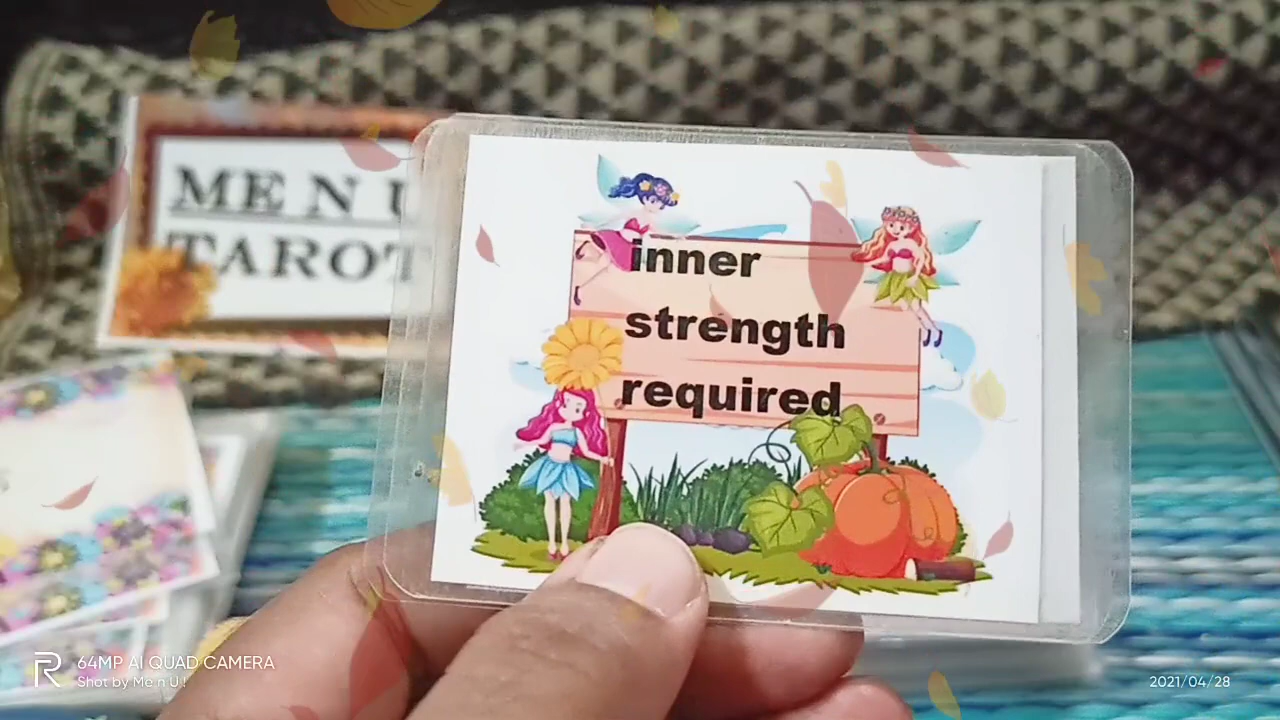 ME N U
TAROT
inner
strength
required
R
64MP AI QUAD CAMERA
Shot by Me n U !
2021/04/28